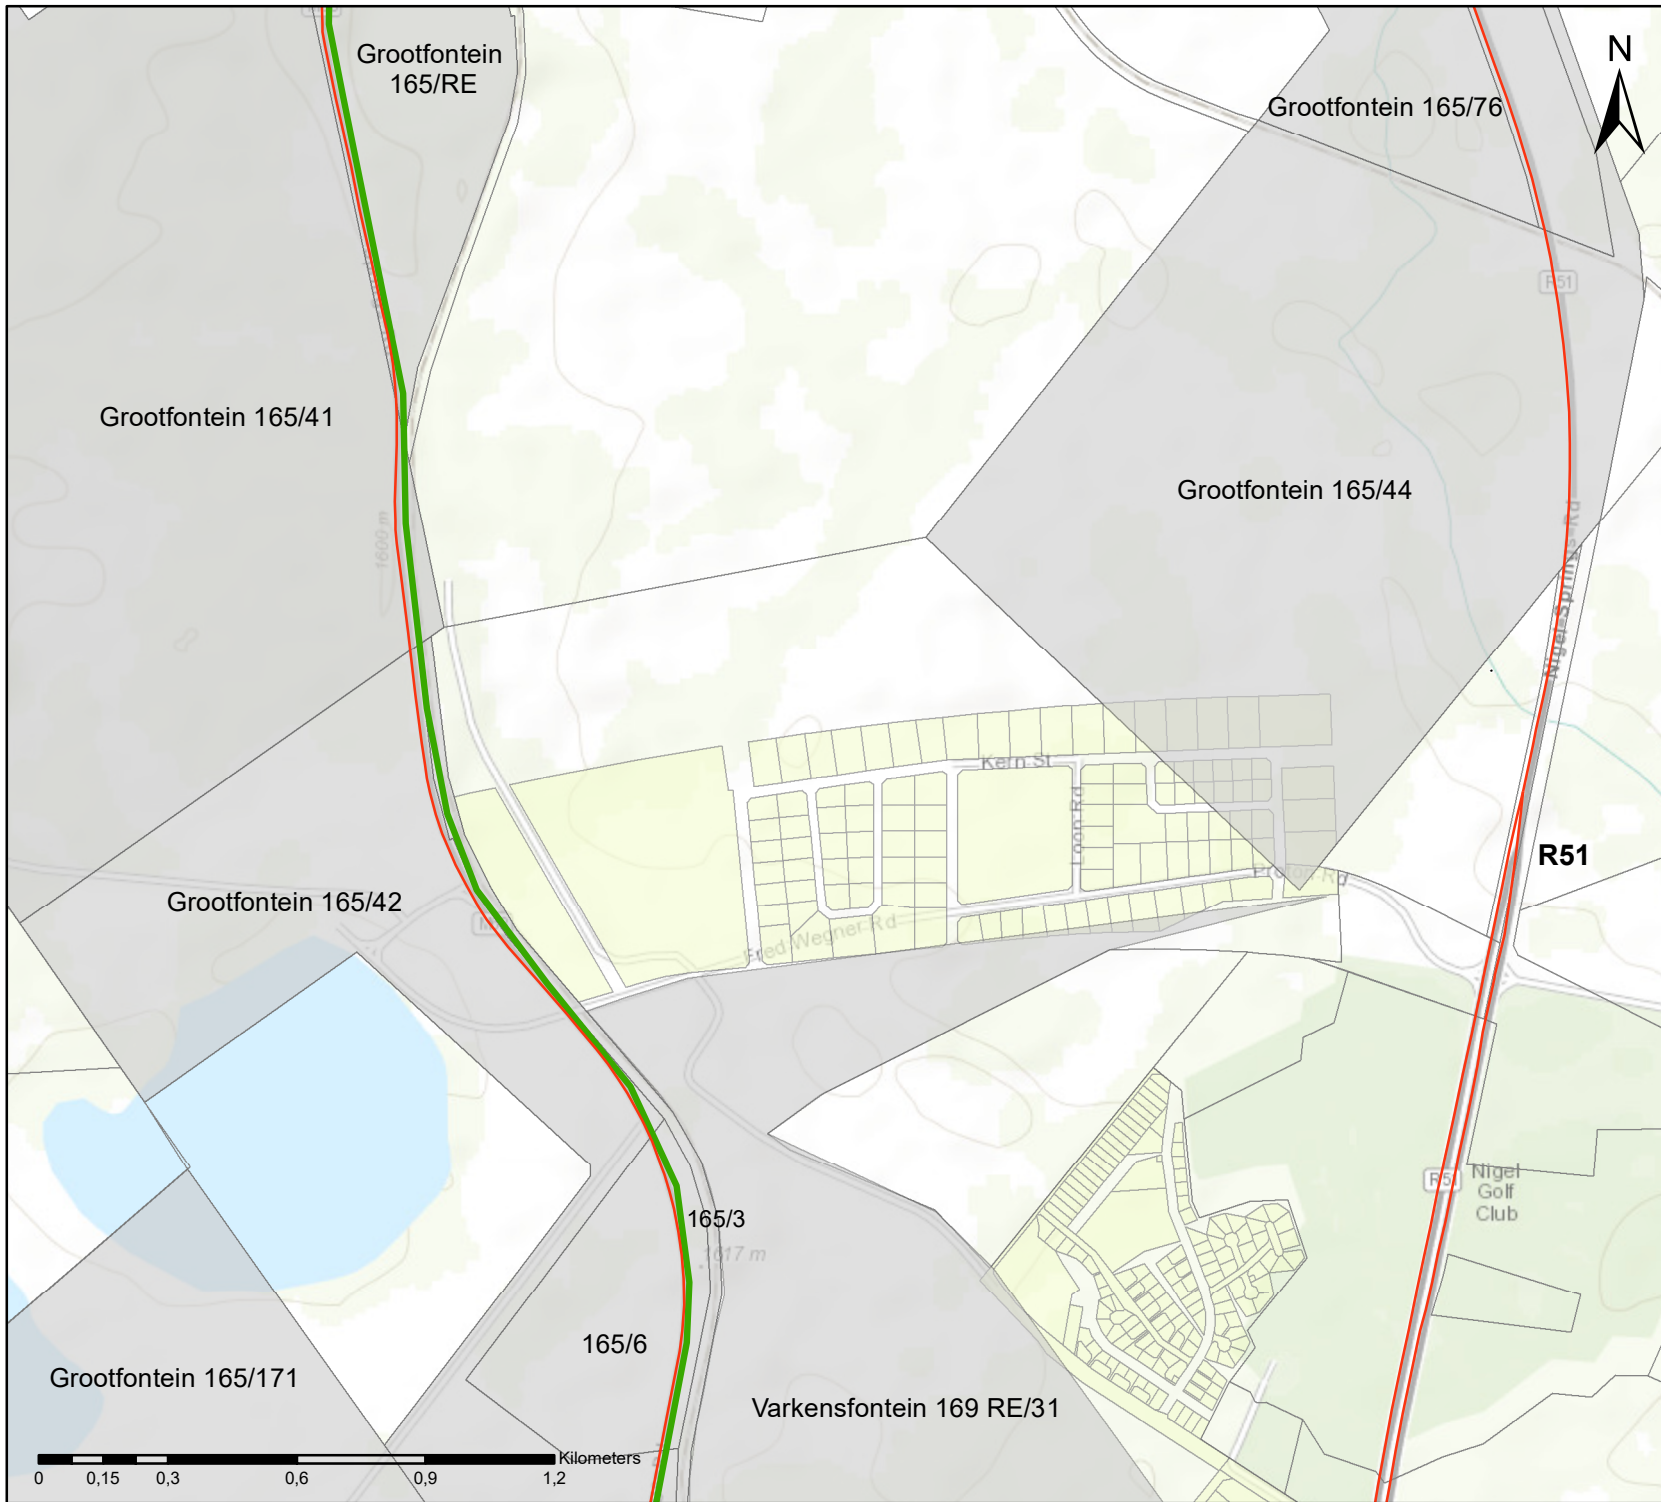 Grootfontein
165/RE
N
Grootfontein 165/76
R51
Grootfontein 165/41
Grootfontein 165/44
1600 m
Nigel-Springs-Rd
Kern St
Loon Rd
R51
Proton Rd
Grootfontein 165/42
Fred Wegner Rd
Nigel
Golf
Club
165/3
1617 m
165/6
Grootfontein 165/171
Varkensfontein 169 RE/31
Kilometers
0 0,15 0,3 0,6 0,9 1,2